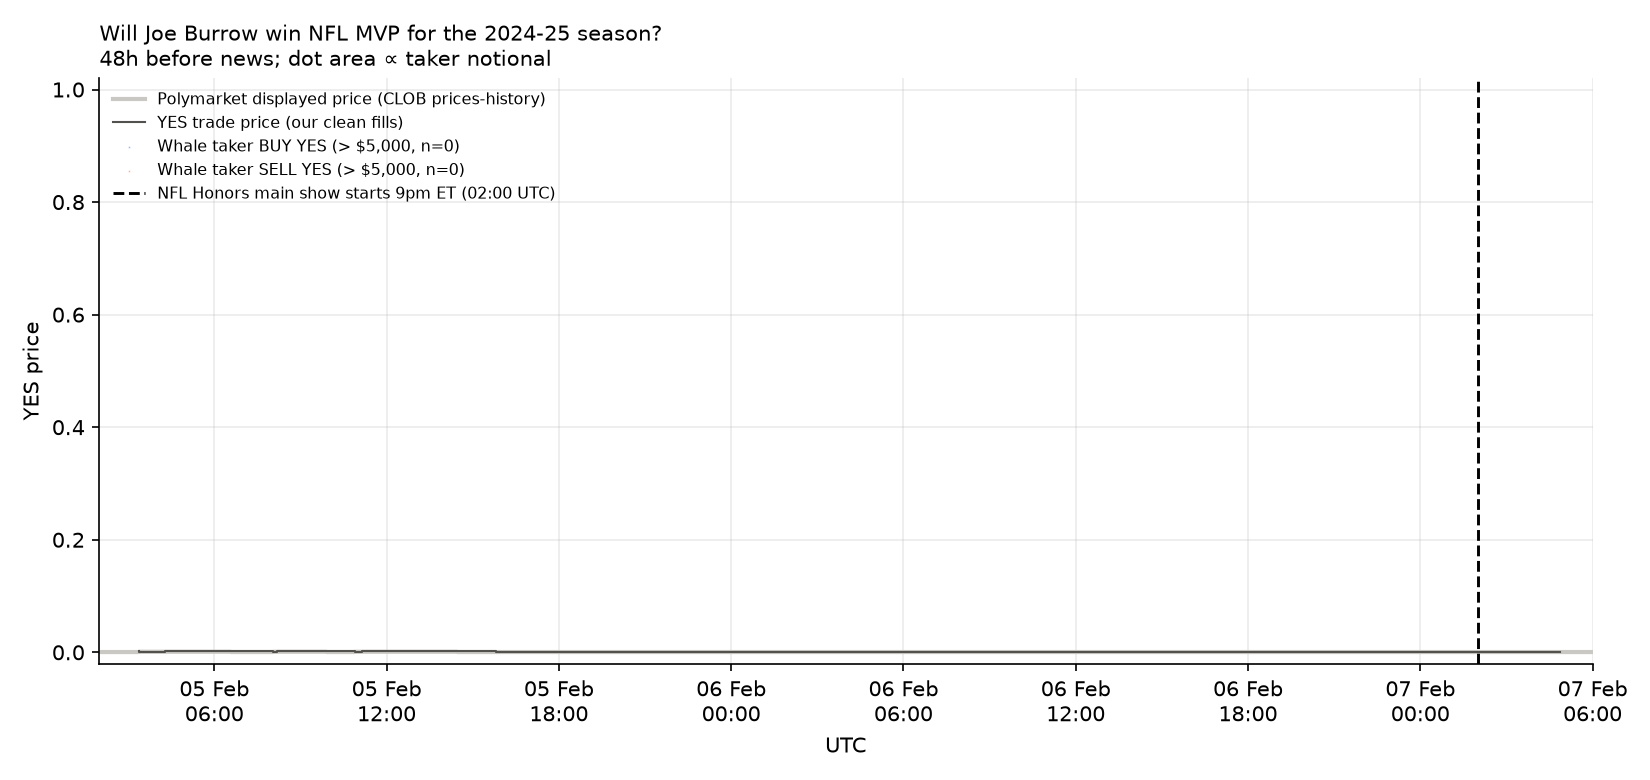 Will Joe Burrow win NFL MVP for the 2024-25 season?
48h before news; dot area ∝ taker notional
Polymarket displayed price (CLOB prices-history)
YES trade price (our clean fills)
Whale taker BUY YES (> $5,000, n=0)
Whale taker SELL YES (> $5,000, n=0)
NFL Honors main show starts 9pm ET (02:00 UTC)
YES price
1.0
0.8
0.6
0.4
0.2
0.0
05 Feb 05 Feb 05 Feb 06 Feb 06 Feb 06 Feb 06 Feb 07 Feb 07 Feb
06:00 12:00 18:00 00:00 06:00 12:00 18:00 00:00 06:00
UTC